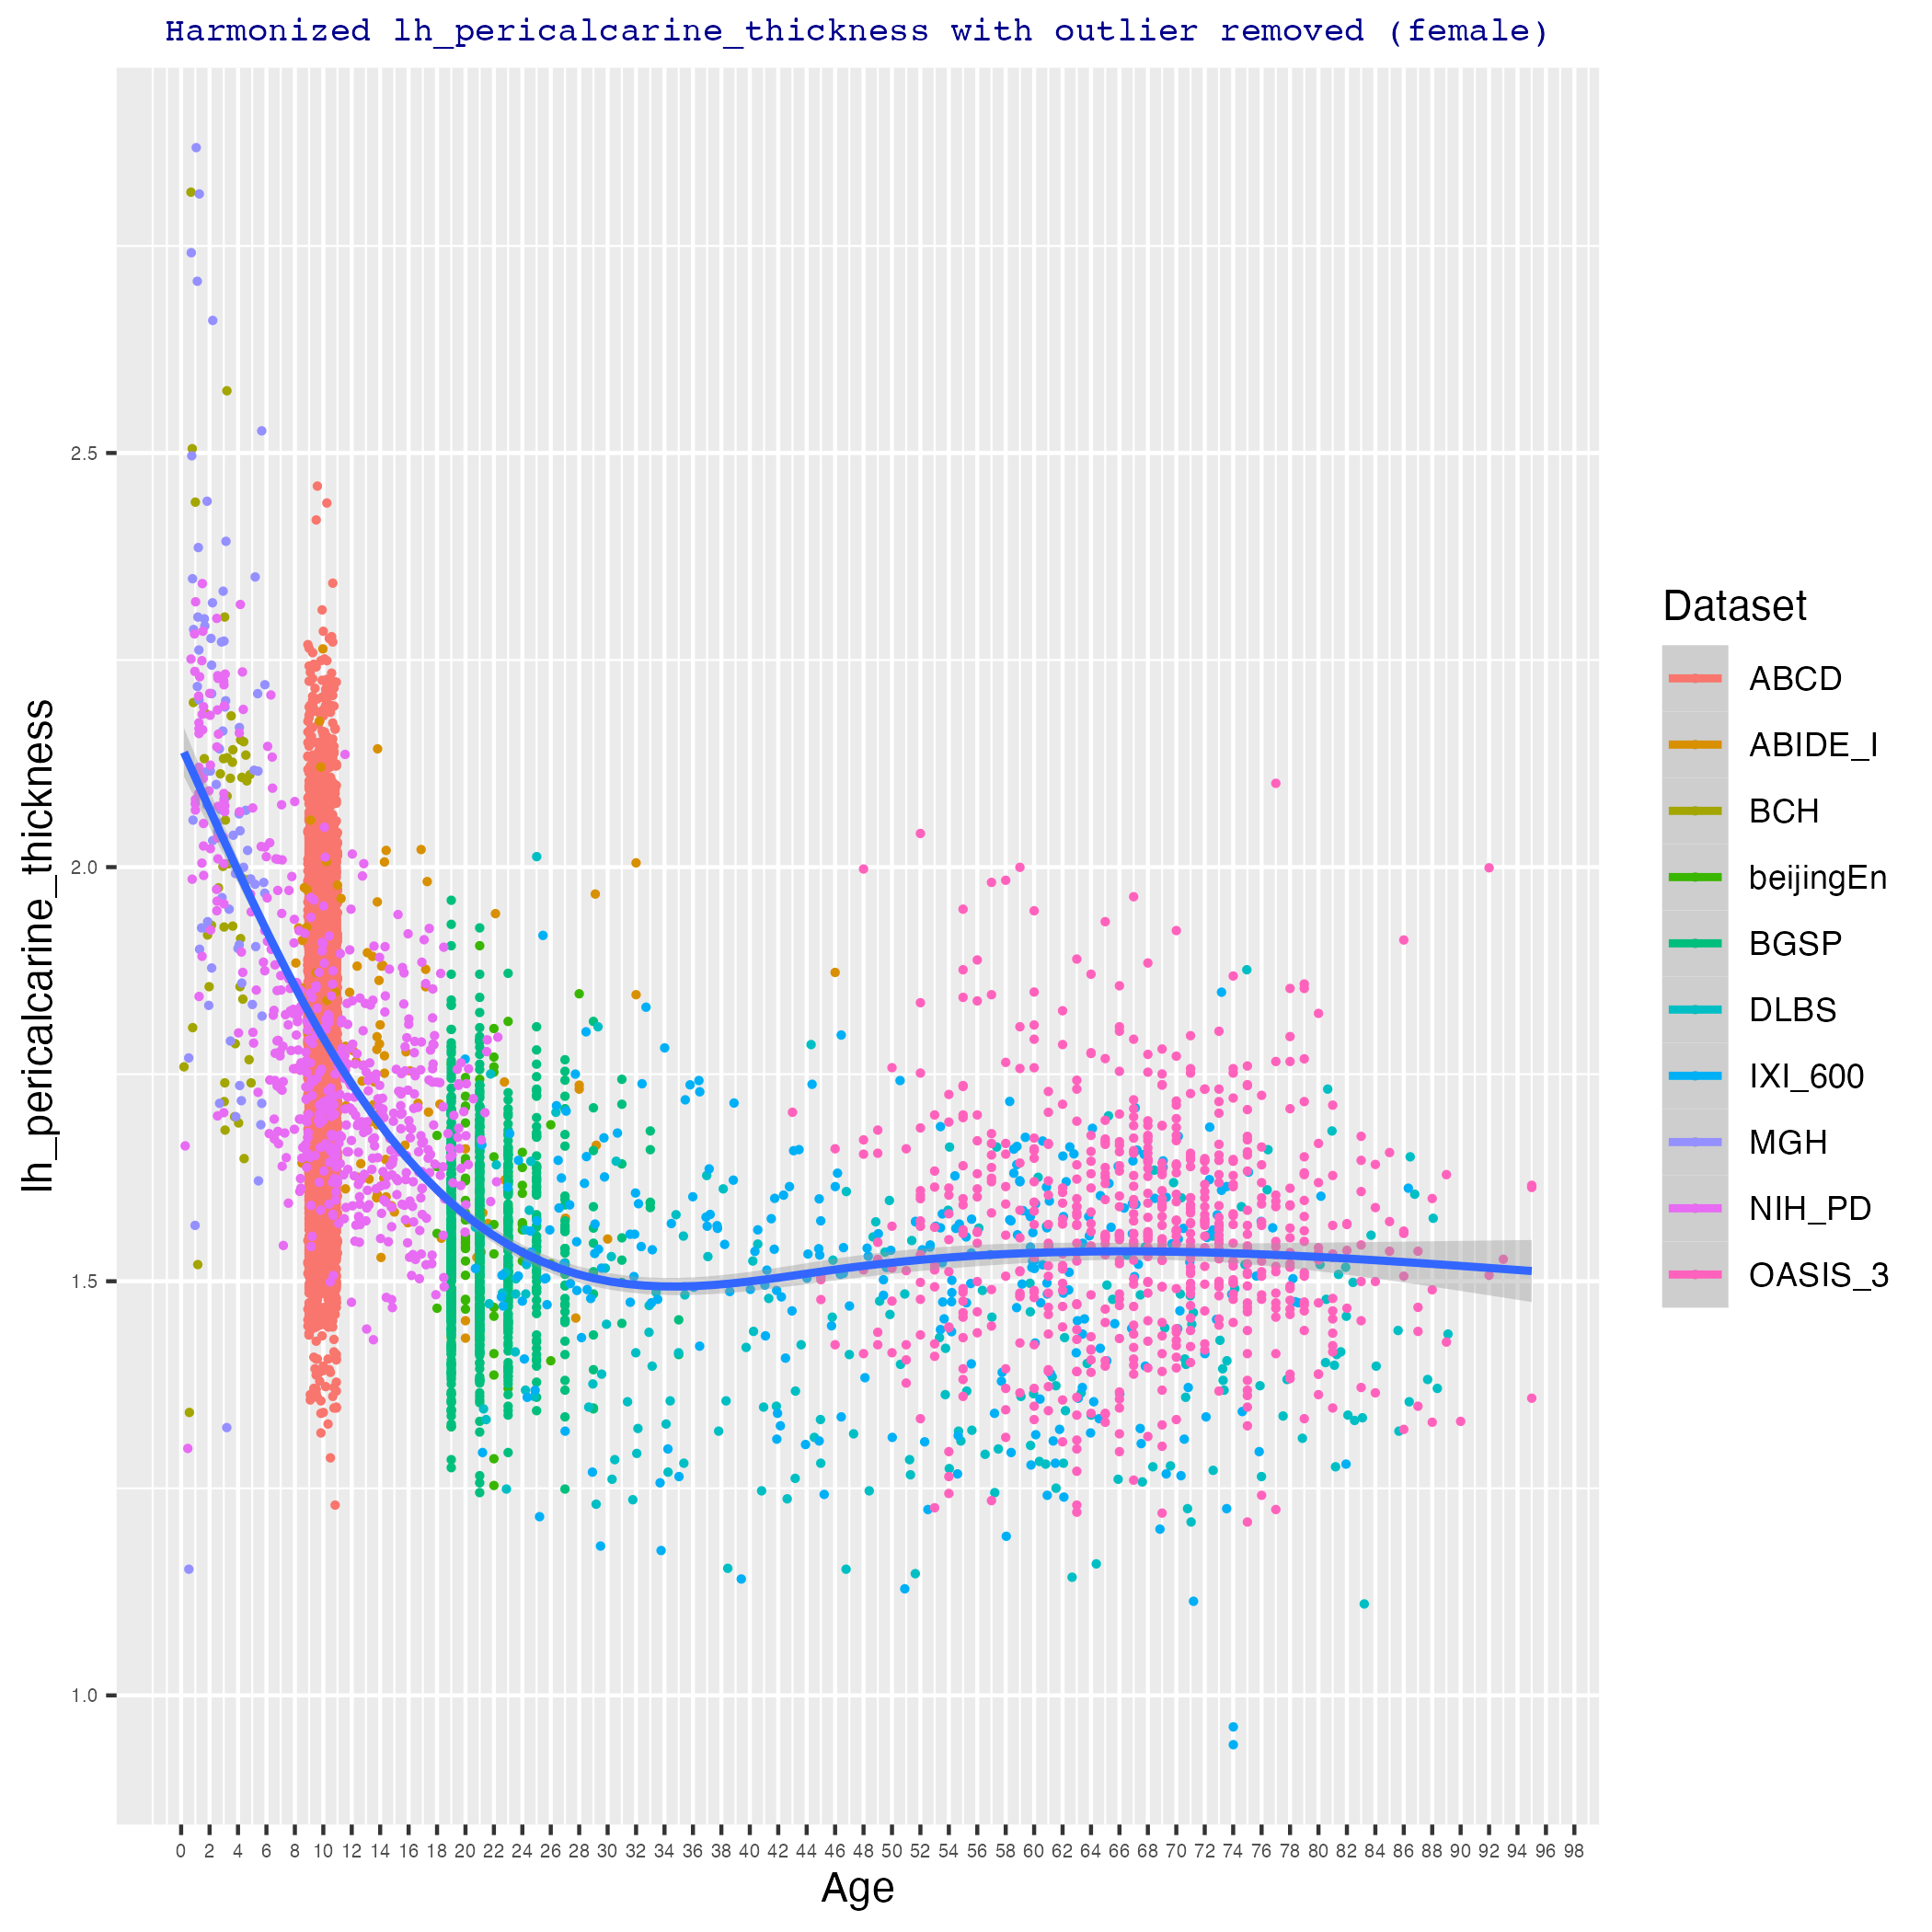 Harmonized lh_pericalcarine_thickness with outlier removed (female)
lh_pericalcarine_thickness
2.5
2.0
1.5
1.0
0 2 4 6 8 10 12 14 16 18 20 22 24 26 28 30 32 34 36 38 40 42 44 46 48 50 52 54 56 58 60 62 64 66 68 70 72 74 76 78 80 82 84 86 88 90 92 94 96 98
Age
Dataset
ABCD
ABIDE_I
BCH
beijingEn
BGSP
DLBS
IXI_600
MGH
NIH_PD
OASIS_3